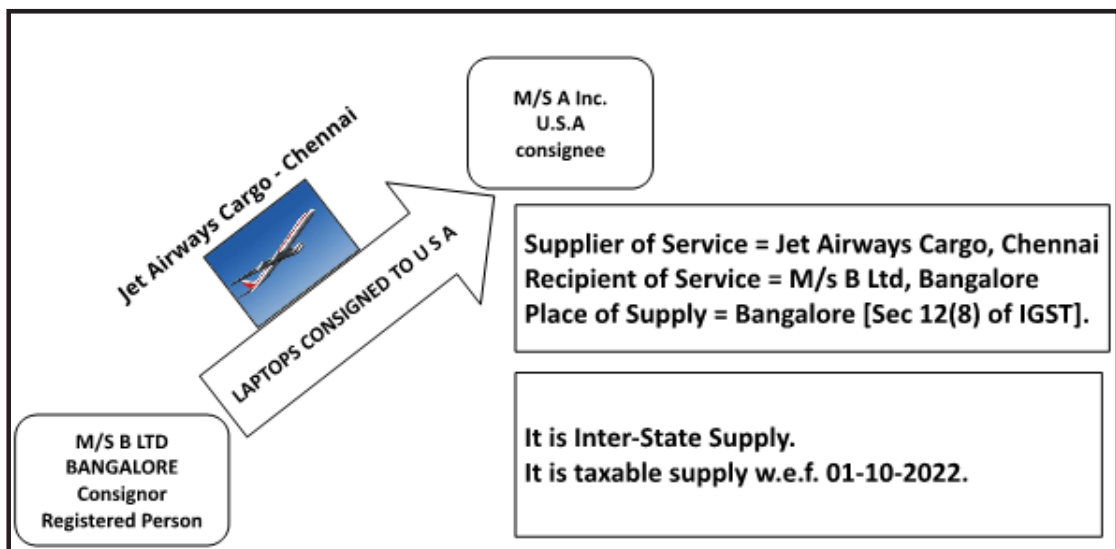 M/S A Inc.
U.S.A
consignee
Jet Airways Cargo - Chennai
LAPTOPS CONSIGNED TO U S A
Supplier of Service = Jet Airways Cargo, Chennai
Recipient of Service = M/s B Ltd, Bangalore
Place of Supply = Bangalore [Sec 12(8) of IGST].
M/S B LTD
BANGALORE
Consignor
Registered Person
It is Inter-State Supply.
It is taxable supply w.e.f. 01-10-2022.